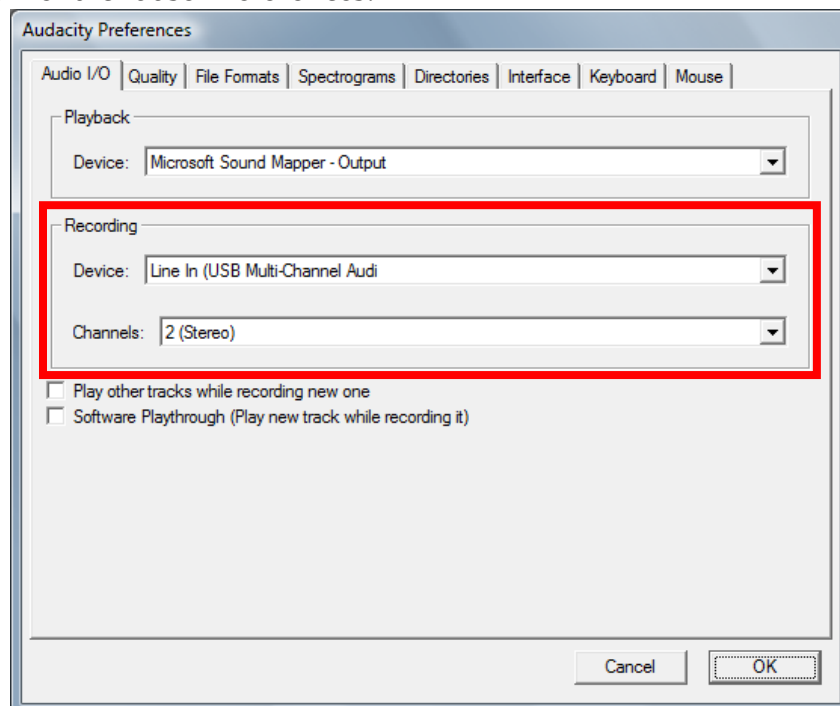 Audacity Preferences
Audio I/O Quality File Formats Spectrograms Directories Interface Keyboard Mouse
Playback
Device: Microsoft Sound Mapper - Output
Recording
Device: Line In (USB Multi-Channel Audi
Channels: 2 (Stereo)
Play other tracks while recording new one
Software Playthrough (Play new track while recording it)
Cancel OK